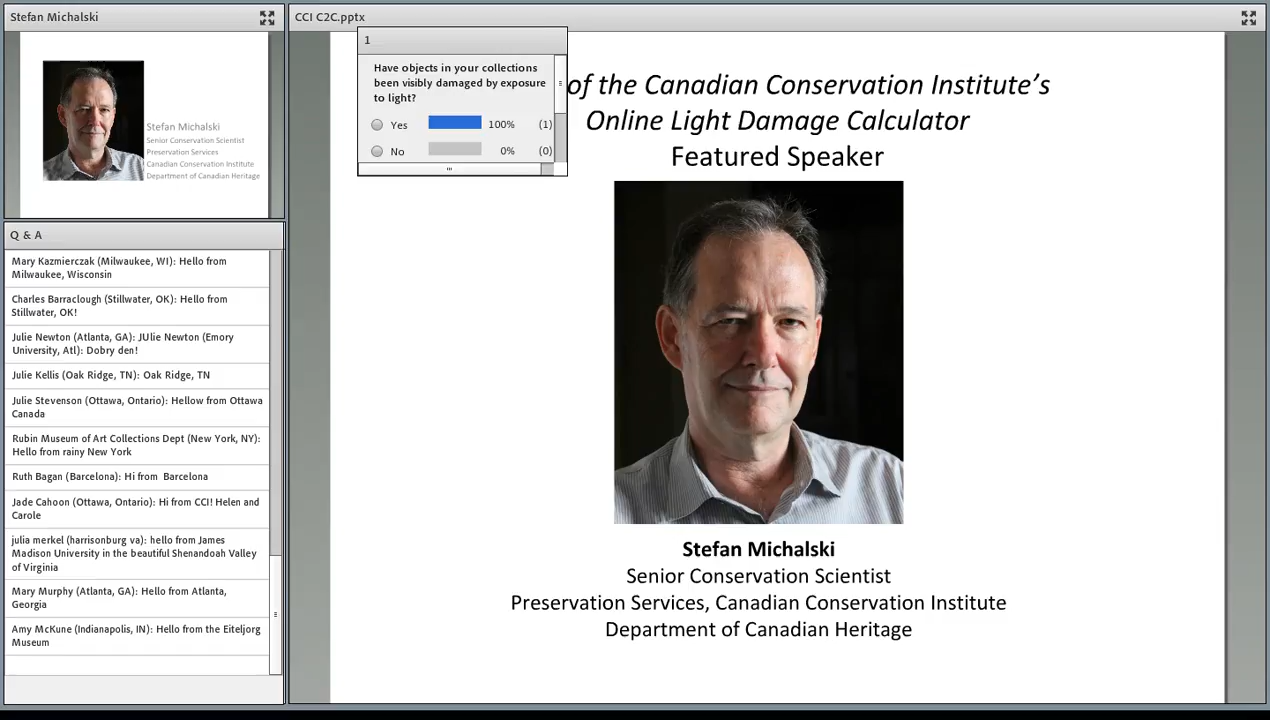 Stefan Michalski
Stefan Michalski
Senior Conservation Scientist
Preservation Services
Canadian Conservation Institute
Department of Canadian Heritage
Q & A
Mary Kazmierczak (Milwaukee, WI): Hello from
Milwaukee, Wisconsin
Charles Barraclough (Stillwater, OK): Hello from
Stillwater, OK!
Julie Newton (Atlanta, GA): JUlie Newton (Emory
University, Atl): Dobry den!
Julie Kellis (Oak Ridge, TN): Oak Ridge, TN
Julie Stevenson (Ottawa, Ontario): Hellow from Ottawa
Canada
Rubin Museum of Art Collections Dept (New York, NY):
Hello from rainy New York
Ruth Bagan (Barcelona): Hi from  Barcelona
Jade Cahoon (Ottawa, Ontario): Hi from CCI! Helen and
Carole
julia merkel (harrisonburg va): hello from James
Madison University in the beautiful Shenandoah Valley
of Virginia
Mary Murphy (Atlanta, GA): Hello from Atlanta,
Georgia
Amy McKune (Indianapolis, IN): Hello from the Eiteljorg
Museum
CCI C2C.pptx
1
Have objects in your collections
been visibly damaged by exposure
to light?
Yes 100% (1)
No 0% (0)
of the Canadian Conservation Institute's
Online Light Damage Calculator
Featured Speaker
Stefan Michalski
Senior Conservation Scientist
Preservation Services, Canadian Conservation Institute
Department of Canadian Heritage